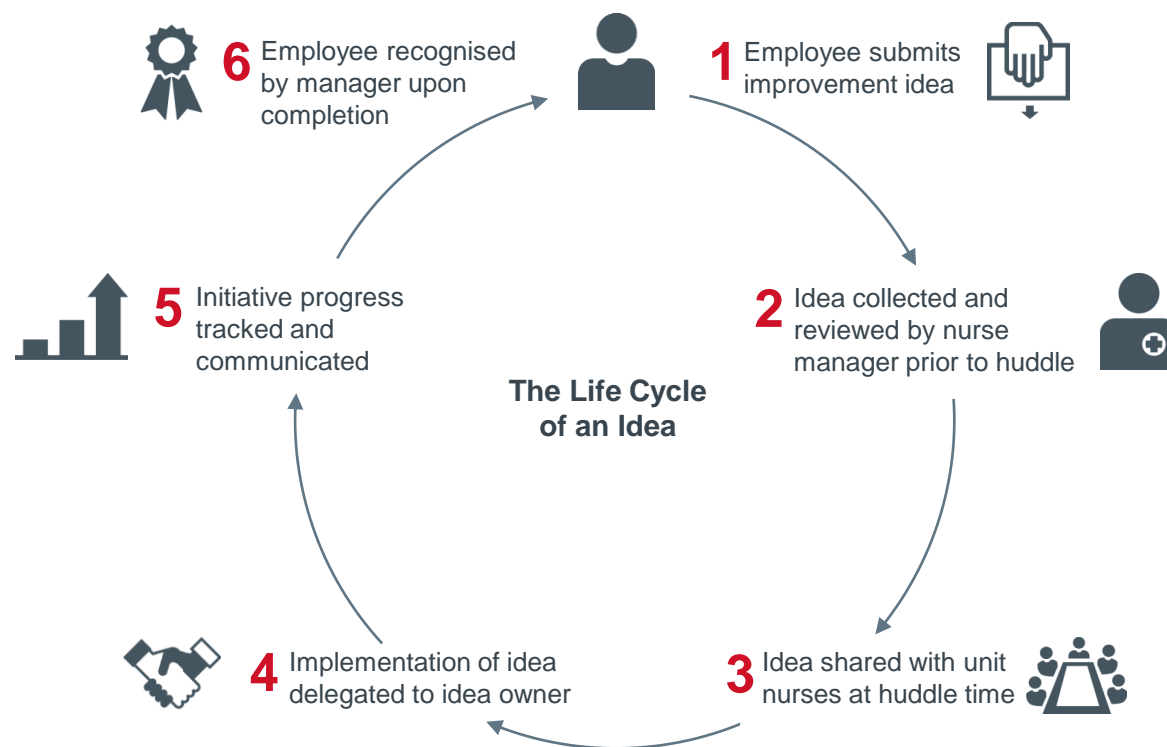 1 Employee submits
improvement idea
2 Idea collected and
reviewed by nurse
manager prior to huddle
3 Idea shared with unit
nurses at huddle time
4 Implementation of idea
delegated to idea owner
5 Initiative progress
tracked and
communicated
6 Employee recognised
by manager upon
completion
The Life Cycle
of an Idea